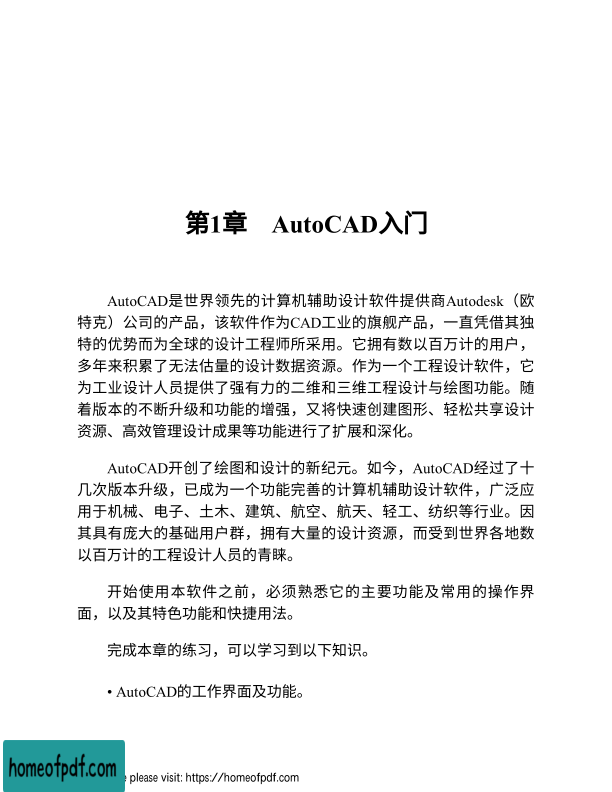 第1章　AutoCAD入门
AutoCAD是世界领先的计算机辅助设计软件提供商Autodesk（欧
特克）公司的产品，该软件作为CAD工业的旗舰产品，一直凭借其独
特的优势而为全球的设计工程师所采用。它拥有数以百万计的用户，
多年来积累了无法估量的设计数据资源。作为一个工程设计软件，它
为工业设计人员提供了强有力的二维和三维工程设计与绘图功能。随
着版本的不断升级和功能的增强，又将快速创建图形、轻松共享设计
资源、高效管理设计成果等功能进行了扩展和深化。
AutoCAD开创了绘图和设计的新纪元。如今，AutoCAD经过了十
几次版本升级，已成为一个功能完善的计算机辅助设计软件，广泛应
用于机械、电子、土木、建筑、航空、航天、轻工、纺织等行业。因
其具有庞大的基础用户群，拥有大量的设计资源，而受到世界各地数
以百万计的工程设计人员的青睐。
开始使用本软件之前，必须熟悉它的主要功能及常用的操作界
面，以及其特色功能和快捷用法。
完成本章的练习，可以学习到以下知识。
• AutoCAD的工作界面及功能。
homeofpdf.com
please visit: https://homeofpdf.com